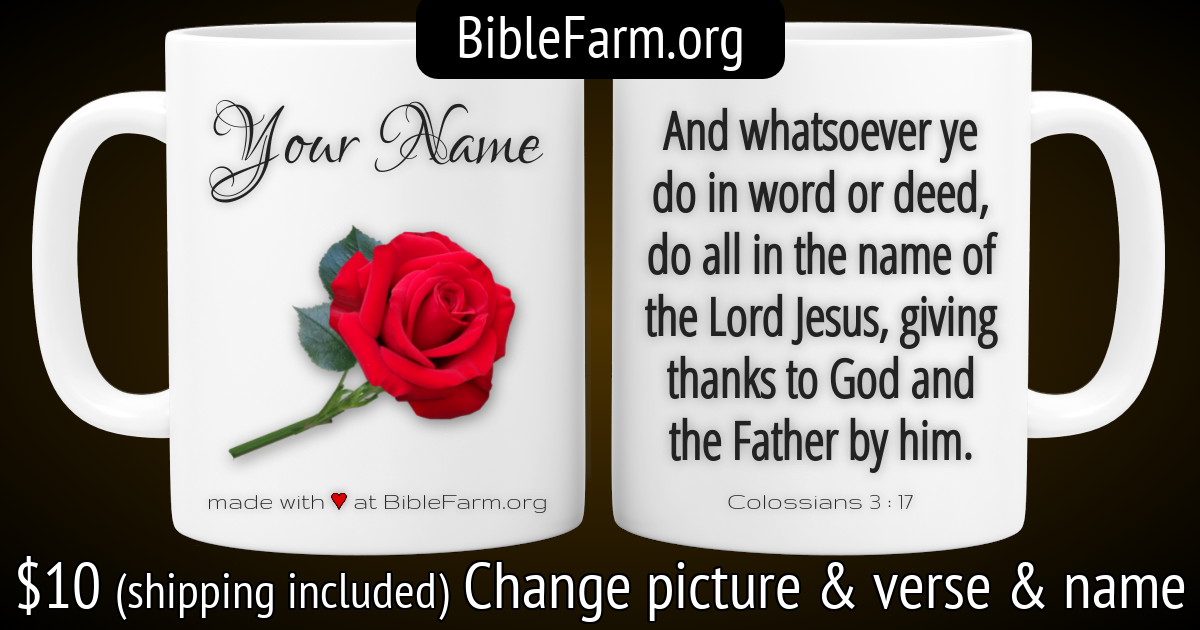 BibleFarm.org
Your Name
made with ♥ at BibleFarm.org
And whatsoever ye
do in word or deed,
do all in the name of
the Lord Jesus, giving
thanks to God and
the Father by him.
Colossians 3 : 17
$10 (shipping included) Change picture & verse & name